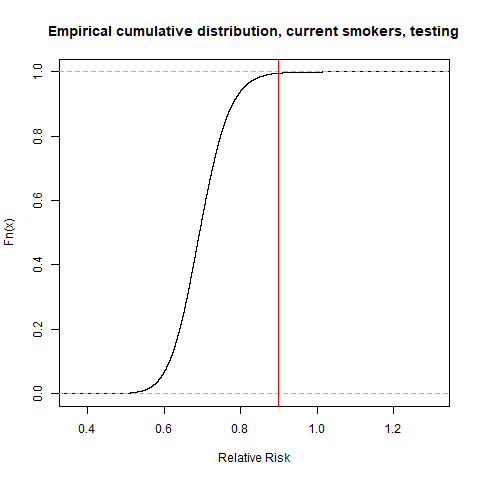 Empirical cumulative distribution, current smokers, testing
Fn(x)
1.0
0.8
0.6
0.4
0.2
0.0
0.4 0.6 0.8 1.0 1.2
Relative Risk